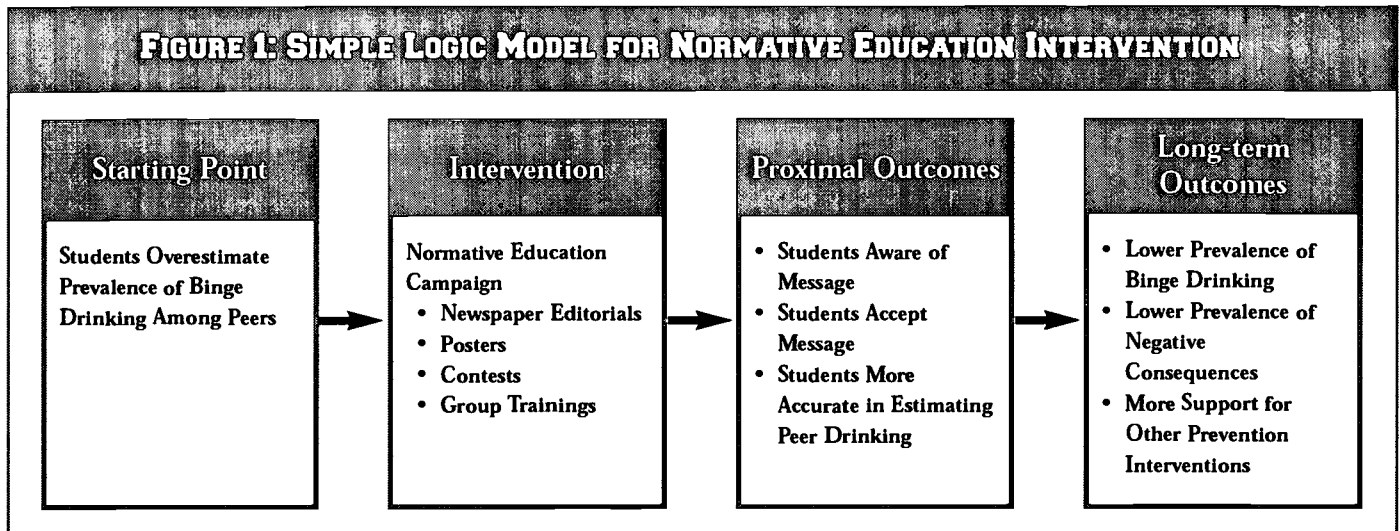 FIGURE 1: SIMPLE LOGIC MODEL FOR NORMATIVE EDUCATION INTERVENTION
Starting Point
Students Overestimate
Prevalence of Binge
Drinking Among Peers
Intervention
Normative Education
Campaign
• Newspaper Editorials
• Posters
• Contests
• Group Trainings
Proximal Outcomes
• Students Aware of
Message
• Students Accept
Message
• Students More
Accurate in Estimating
Peer Drinking
Long-term
Outcomes
• Lower Prevalence of
Binge Drinking
• Lower Prevalence of
Negative
Consequences
• More Support for
Other Prevention
Interventions